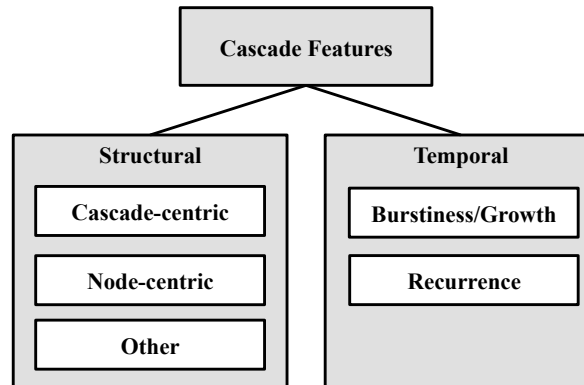 Cascade Features
Structural
Cascade-centric
Node-centric
Other
Temporal
Burstiness/Growth
Recurrence